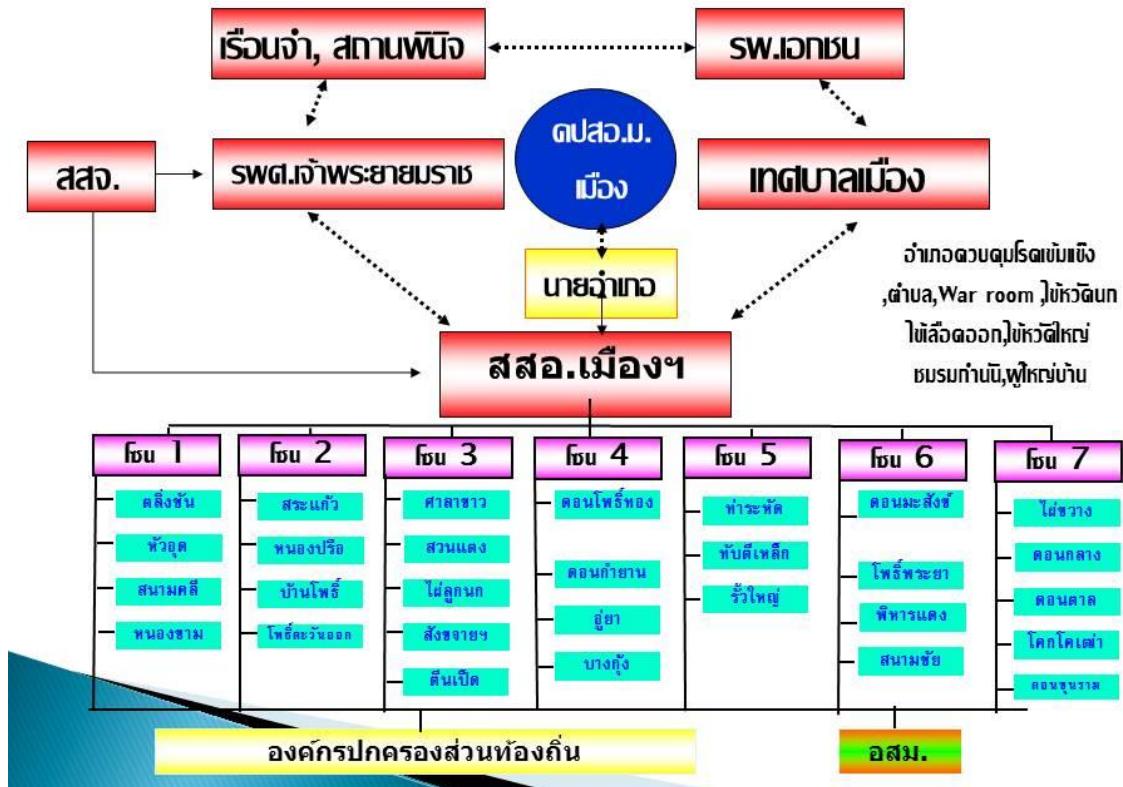 เรือนจำ, สถานพินิจ
รพ.เอกชน
คปสอ.ม.
เมือง
สสจ.
รพศ.เจ้าพระยายมราช
เทศบาลเมือง
นายอำเภอ
อำเภอควบคุมโรคเข้มแข็ง
,ตำบล,War room ,ไข้หวัดนก
ไข้เลือดออก,ไข้หวัดใหญ่
ชมรมกำนัน,ผู้ใหญ่บ้าน
สสอ.เมืองฯ
โซน 1
ตลิ่งชัน
หัวอุด
สนามคลี
หนองขาม
โซน 2
สระแก้ว
หนองปรือ
บ้านโพธิ์
โพธิ์ตะวันออก
โซน 3
ศาลาขาว
สวนแตง
ไผ่ลูกนก
สังฆจายฯ
ตีนเป็ด
โซน 4
ดอนโพธิ์ทอง
ดอนกำยาน
อู่ยา
บางกุ้ง
โซน 5
ท่าระหัด
ทับตีเหล็ก
รั้วใหญ่
โซน 6
ดอนมะสังข์
โพธิ์พระยา
พิหารแดง
สนามชัย
โซน 7
ไผ่ขวาง
ดอนกลาง
ดอนตาล
โคกโคเฒ่า
ดอนขุนราม
องค์กรปกครองส่วนท้องถิ่น
อสม.